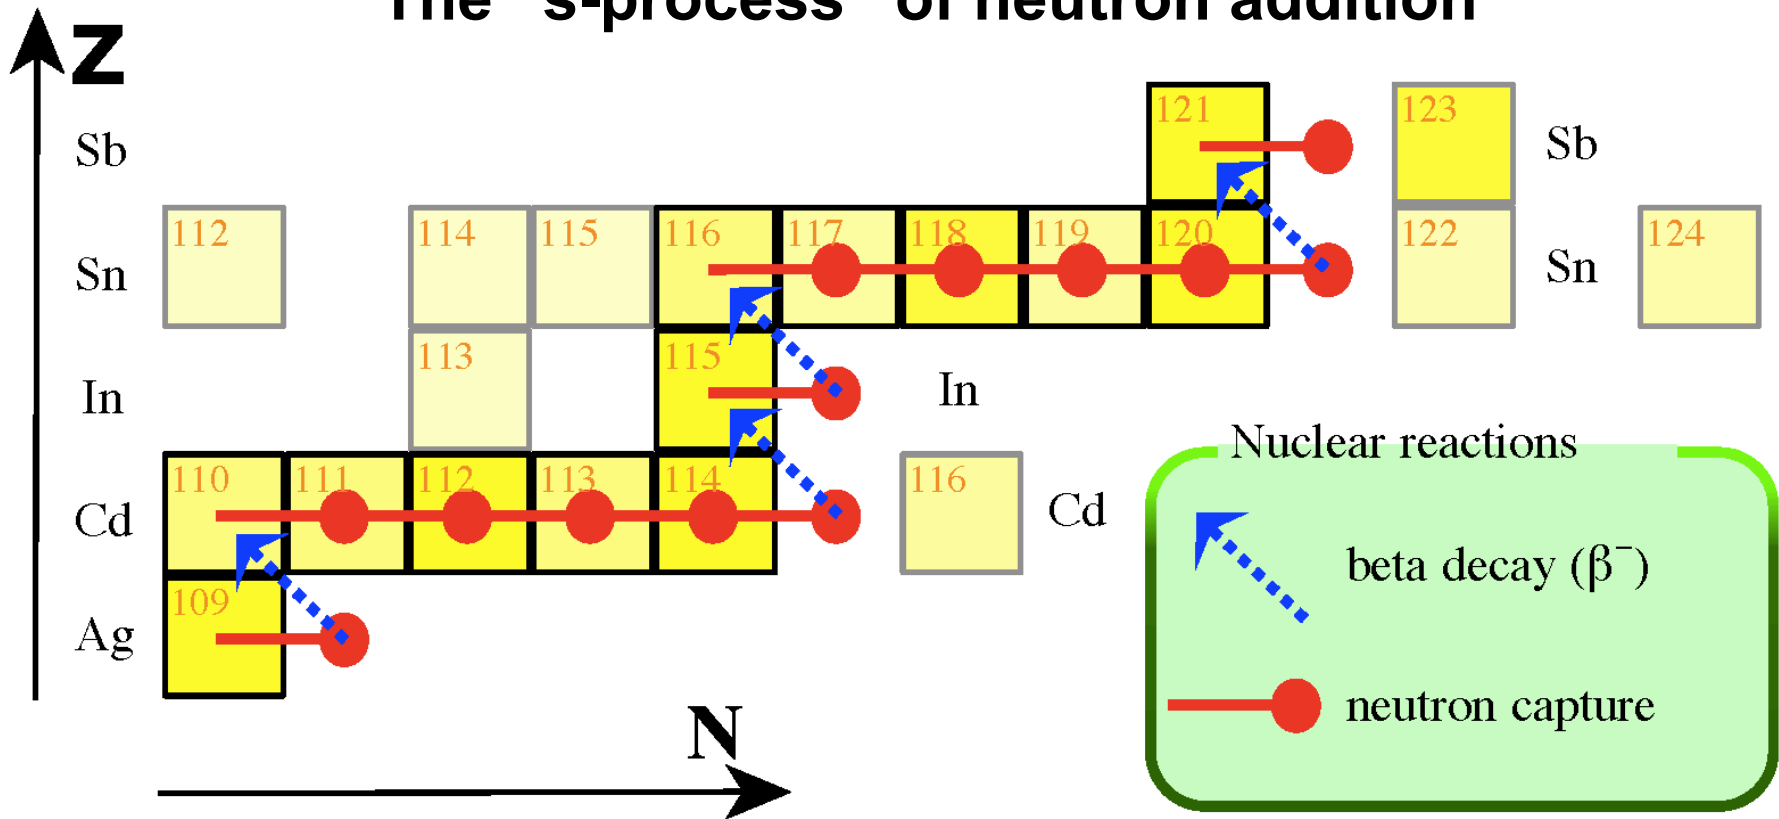 The "s-process" of neutron addition
Z
121 123
Sb Sb
112 114 115 116 117 118 119 120 122 124
Sn Sn
113 115
In In
110 111 112 113 114 116
Cd Cd
109
Ag
N
Nuclear reactions
beta decay (β⁻)
neutron capture